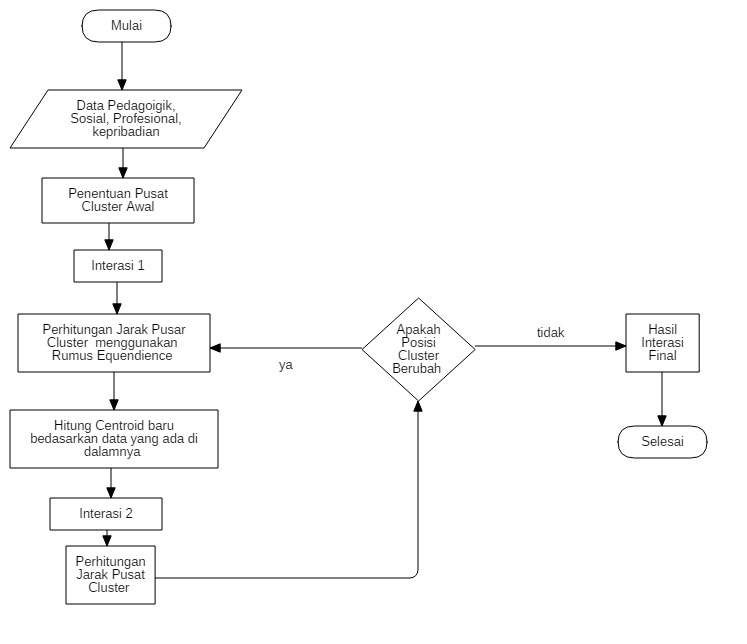 Mulai
Data Pedagoigik,
Sosial, Profesional,
kepribadian
Penentuan Pusat
Cluster Awal
Interasi 1
Perhitungan Jarak Pusar
Cluster menggunakan
Rumus Equendience
Hitung Centroid baru
bedasarkan data yang ada di
dalamnya
Interasi 2
Perhitungan
Jarak Pusat
Cluster
Apakah
Posisi
Cluster
Berubah
ya
tidak
Hasil
Interasi
Final
Selesai